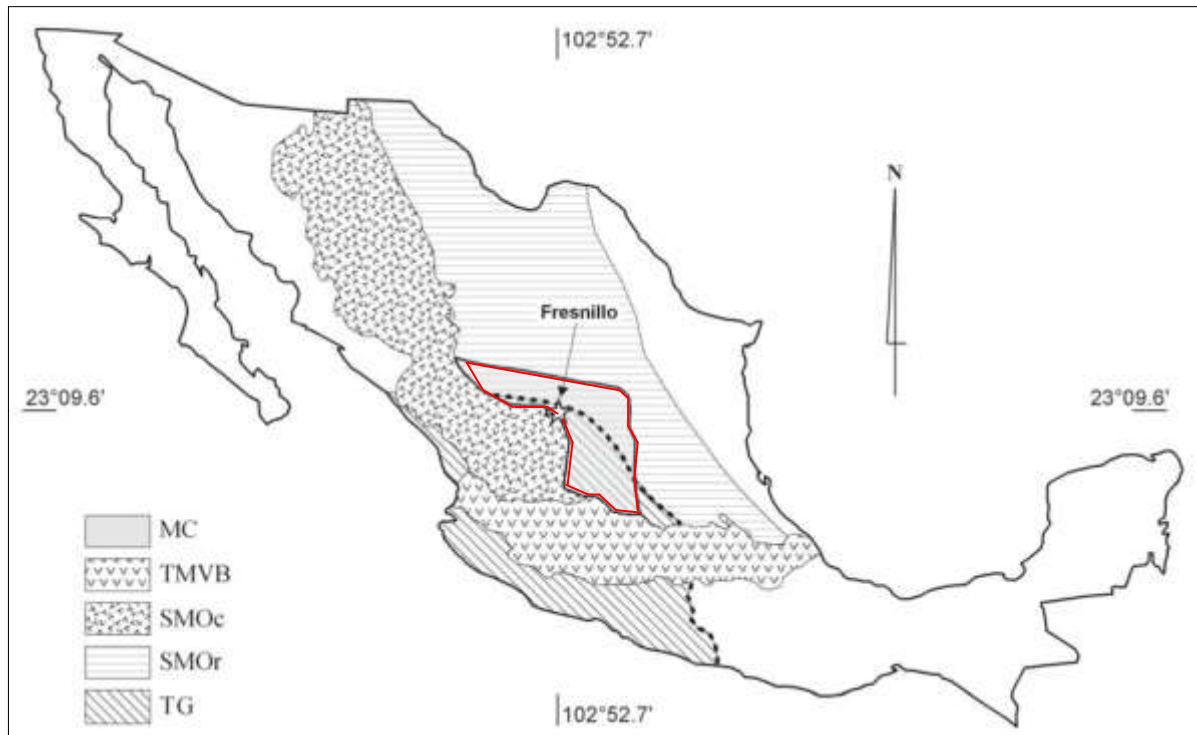 102°52.7'
N
Fresnillo
23°09.6'
23°09.6'
MC
TMVB
SMOc
SMOr
TG
102°52.7'